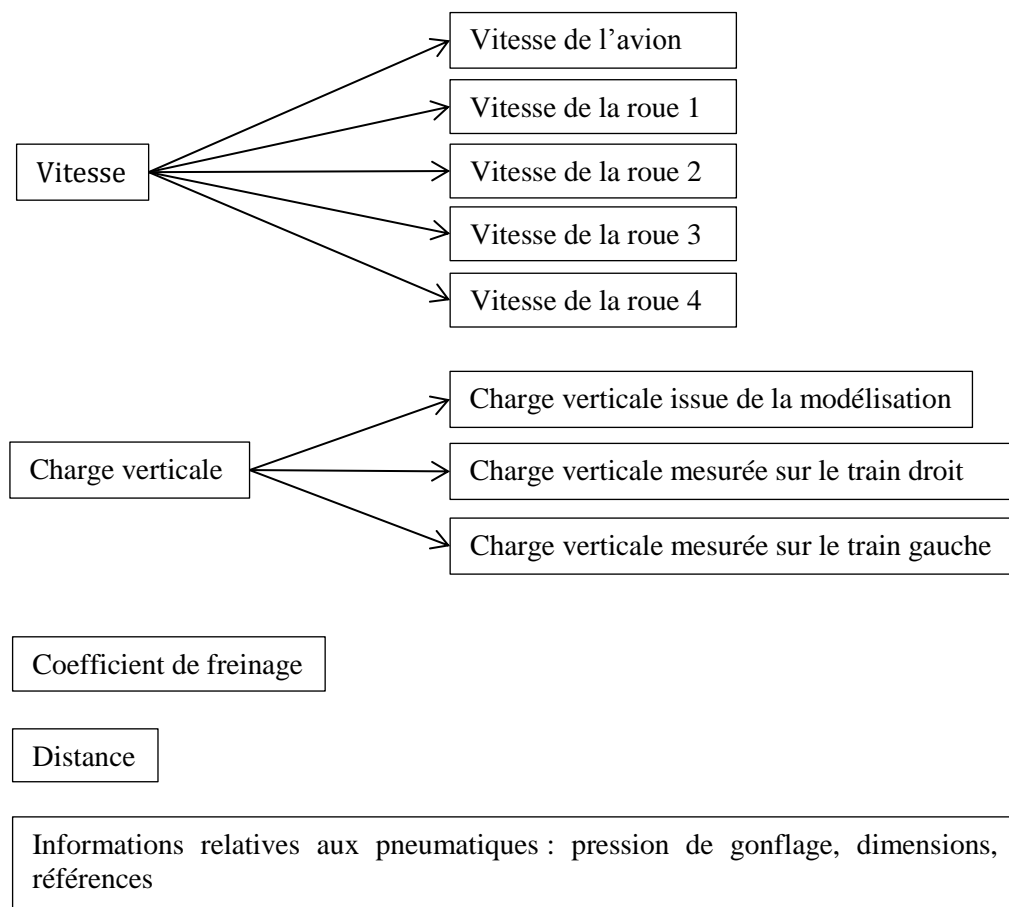 Vitesse de l’avion
Vitesse de la roue 1
Vitesse
Vitesse de la roue 2
Vitesse de la roue 3
Vitesse de la roue 4
Charge verticale issue de la modélisation
Charge verticale
Charge verticale mesurée sur le train droit
Charge verticale mesurée sur le train gauche
Coefficient de freinage
Distance
Informations relatives aux pneumatiques : pression de gonflage, dimensions,
références